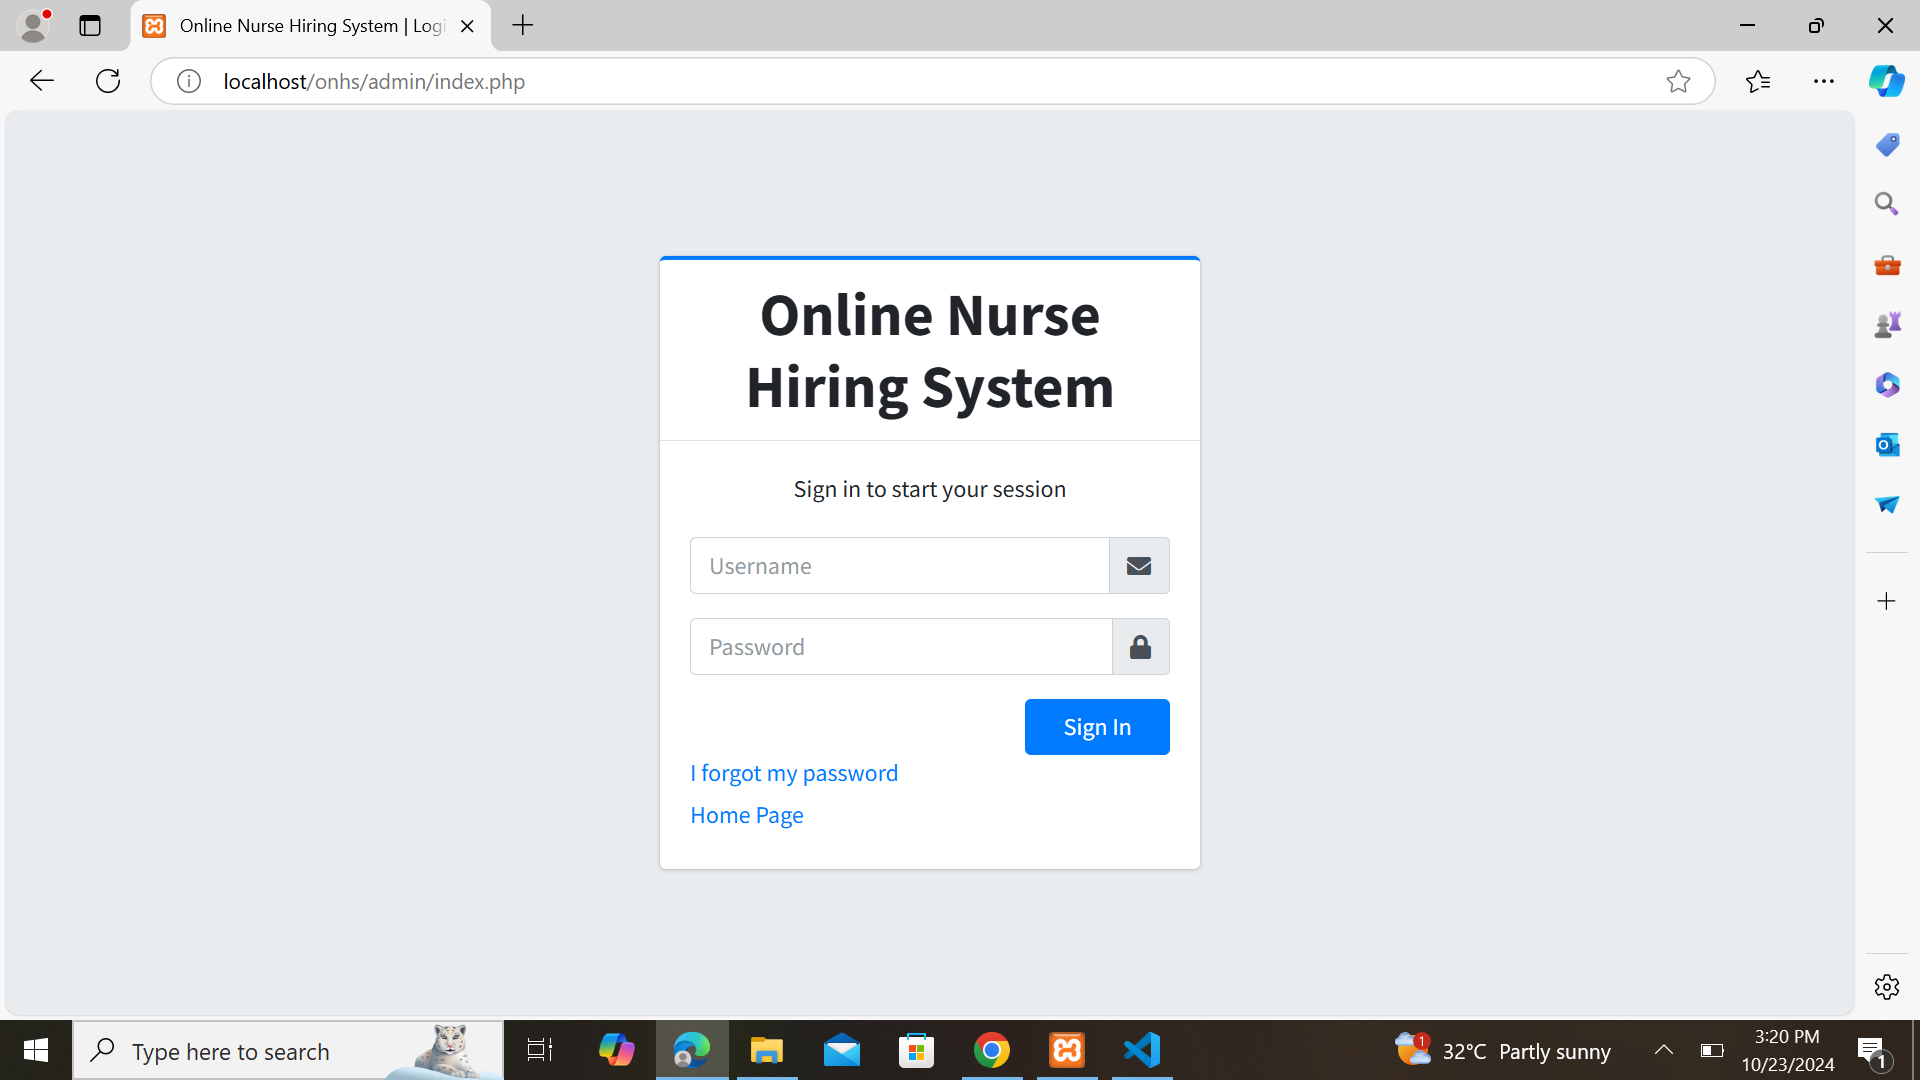 Online Nurse Hiring System | Logi
localhost/onhs/admin/index.php
Online Nurse
Hiring System
Sign in to start your session
Username
Password
Sign In
I forgot my password
Home Page
Type here to search
1
32°C Partly sunny
3:20 PM
10/23/2024
1